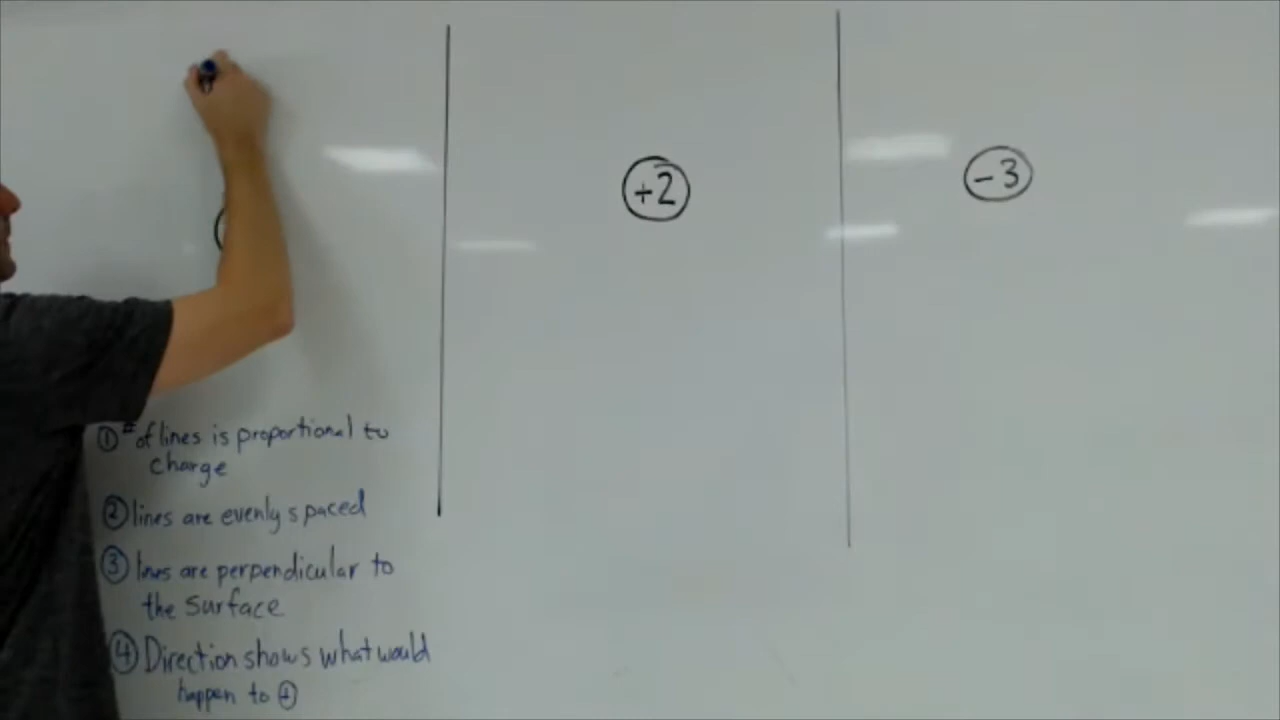 +2
-3
① # of lines is proportional to
charge
② lines are evenly spaced
③ lines are perpendicular to
the surface
④ Direction shows what would
happen to ⊕